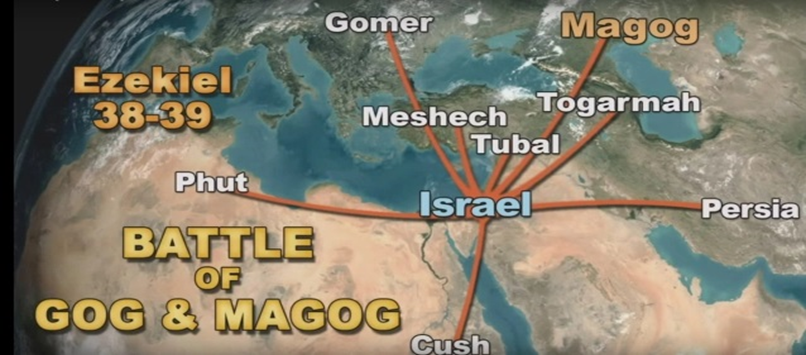 Gomer
Magog
Ezekiel
38-39
Togarmah
Meshech
Tubal
Phut
Israel
Persia
BATTLE
OF
GOG & MAGOG
Cush